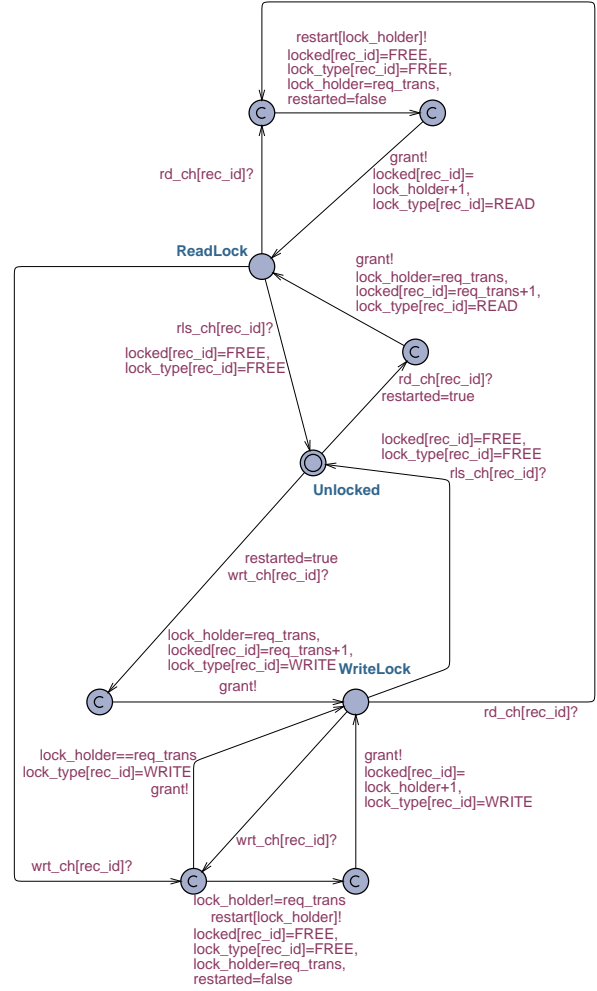 restart[lock_holder]!
locked[rec_id]=FREE,
lock_type[rec_id]=FREE,
lock_holder=req_trans,
restarted=false
C
C
grant!
locked[rec_id]=
lock_holder+1,
lock_type[rec_id]=READ
rd_ch[rec_id]?
ReadLock
grant!
lock_holder=req_trans,
locked[rec_id]=req_trans+1,
lock_type[rec_id]=READ
rls_ch[rec_id]?
locked[rec_id]=FREE,
lock_type[rec_id]=FREE
C
rd_ch[rec_id]?
restarted=true
locked[rec_id]=FREE,
lock_type[rec_id]=FREE
rls_ch[rec_id]?
Unlocked
restarted=true
wrt_ch[rec_id]?
lock_holder=req_trans,
locked[rec_id]=req_trans+1,
lock_type[rec_id]=WRITE
grant!
WriteLock
C
rd_ch[rec_id]?
lock_holder==req_trans
lock_type[rec_id]=WRITE
grant!
grant!
locked[rec_id]=
lock_holder+1,
lock_type[rec_id]=WRITE
wrt_ch[rec_id]?
wrt_ch[rec_id]?
C
C
lock_holder!=req_trans
restart[lock_holder]!
locked[rec_id]=FREE,
lock_type[rec_id]=FREE,
lock_holder=req_trans,
restarted=false